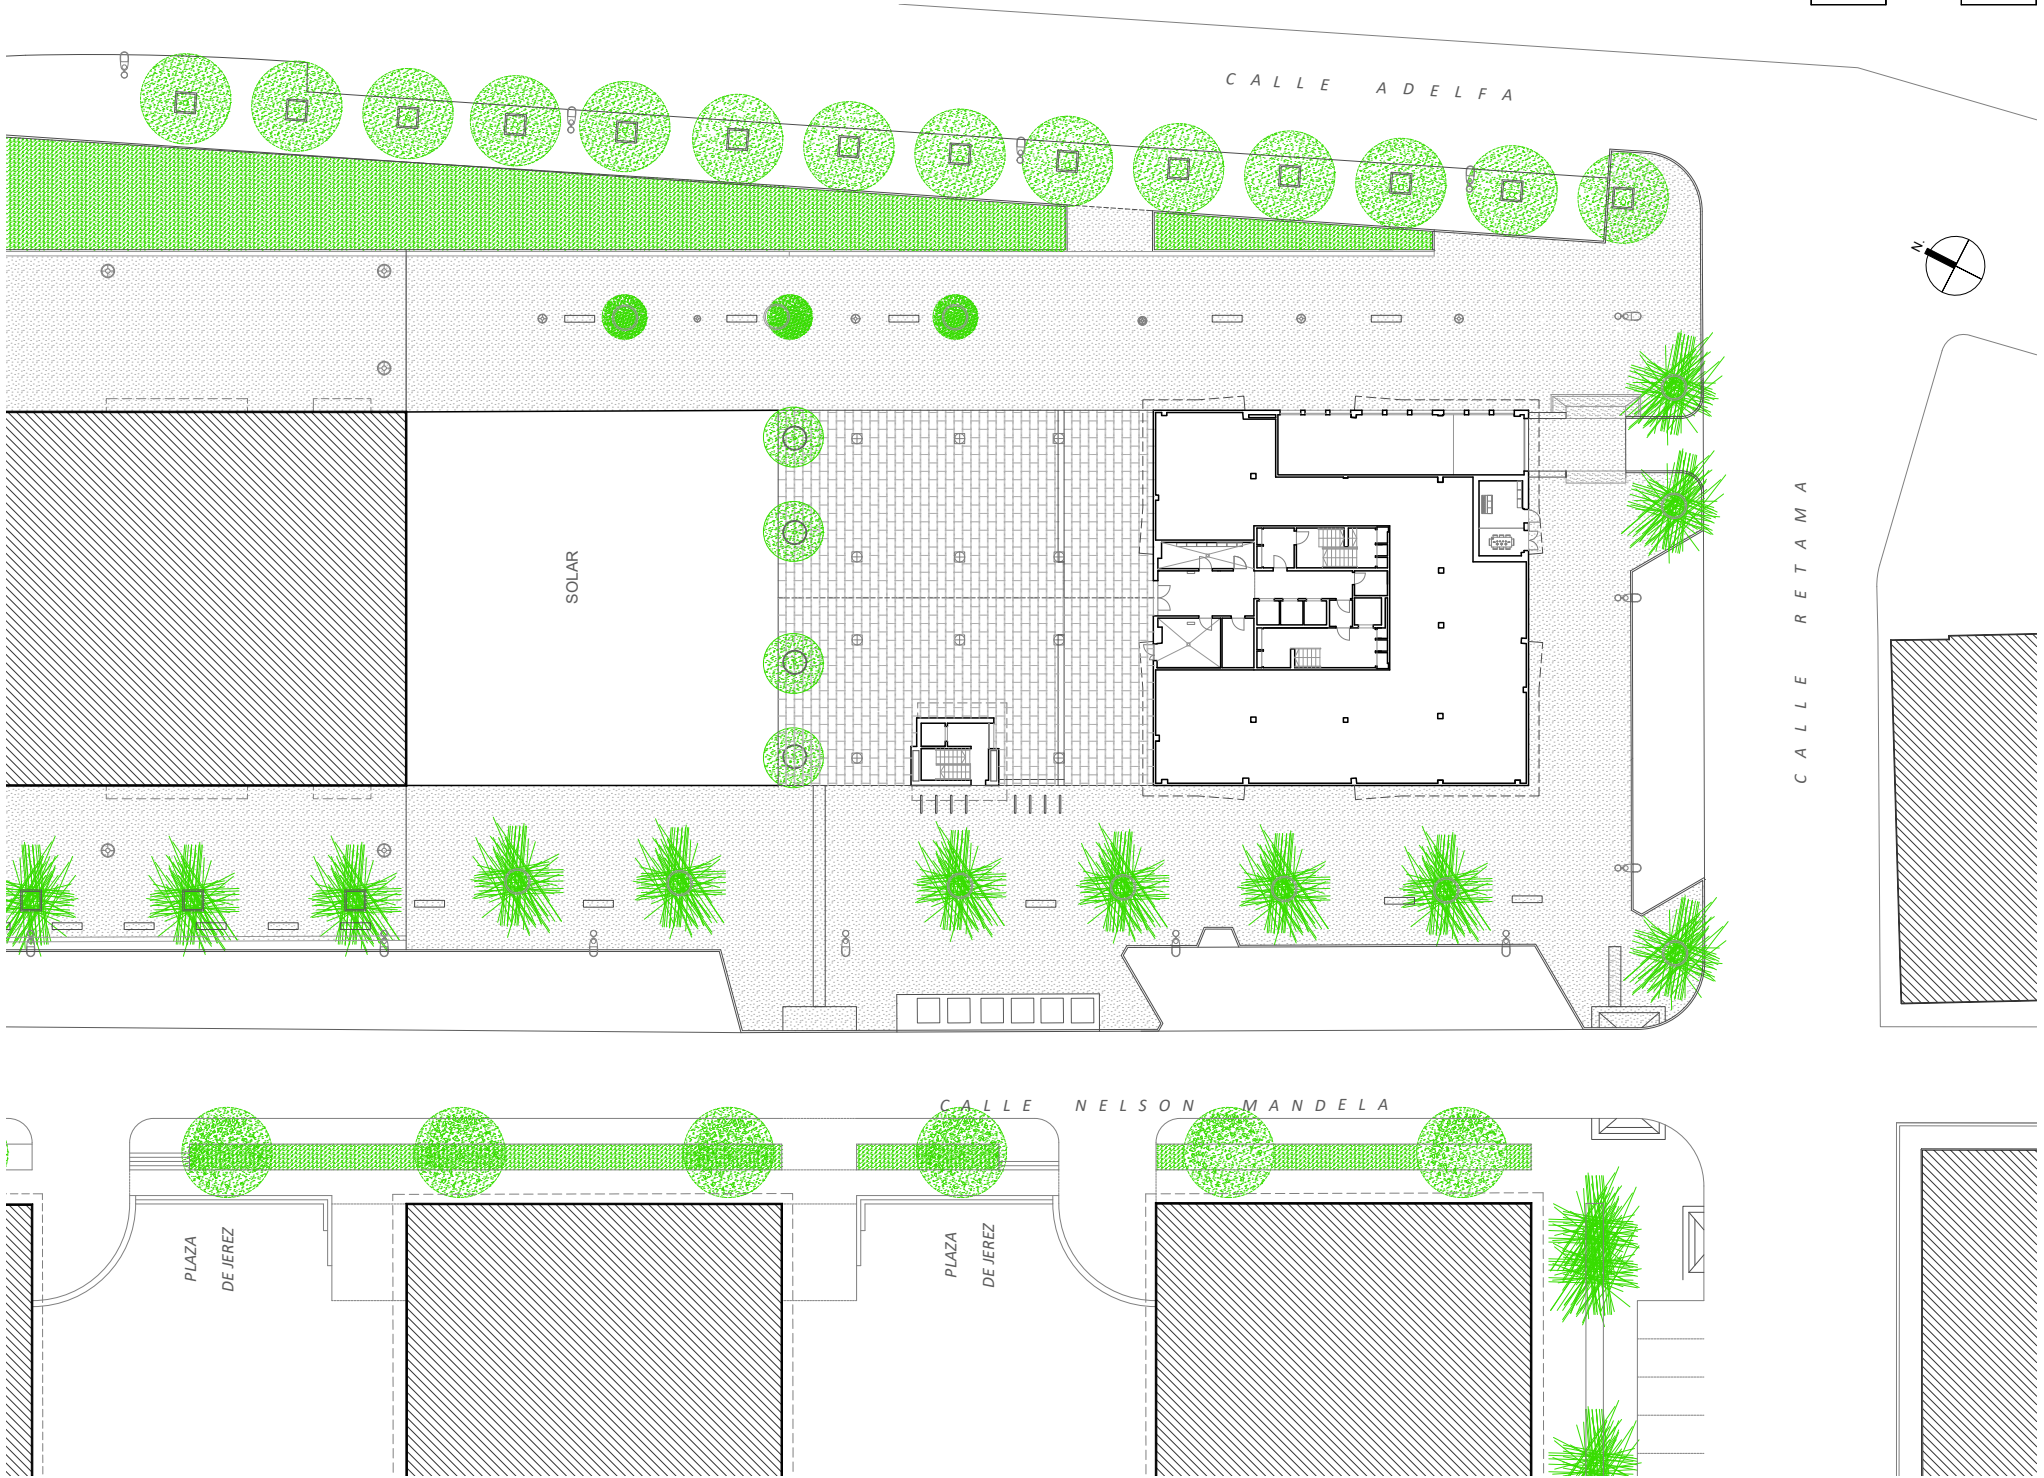 CALLE ADELFA
N.
CALLE RETAMA
SOLAR
CALLE NELSON MANDELA
PLAZA
DE JEREZ
PLAZA
DE JEREZ